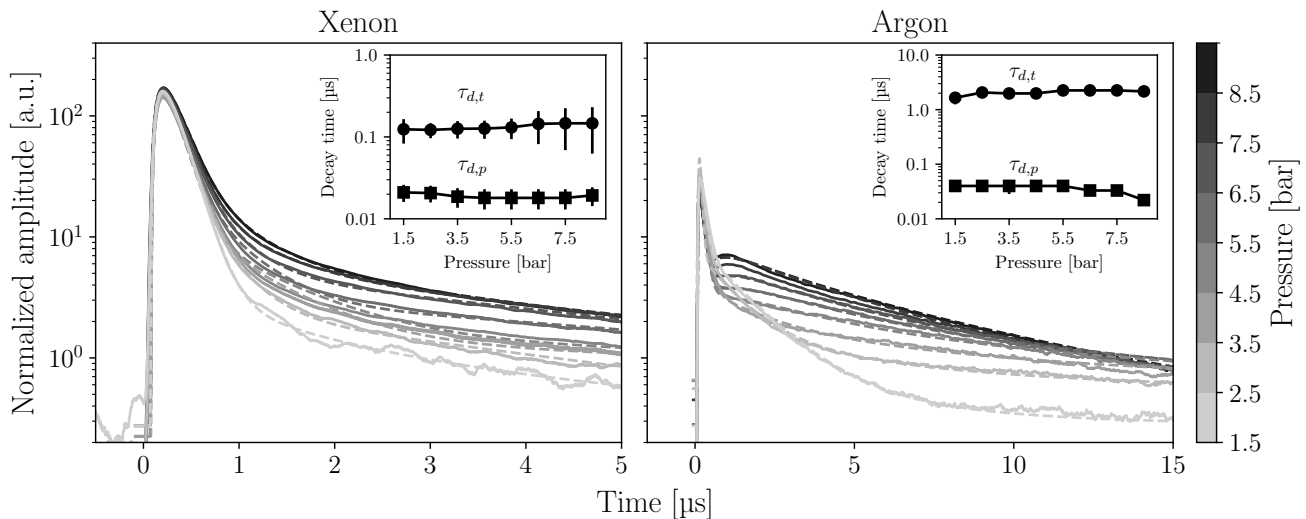 Xenon
Argon
Normalized amplitude [a.u.]
10²
10¹
10⁰
0
1
2
3
4
5
Decay time [µs]
1.0
0.1
0.01
τd,t
τd,p
1.5
3.5
5.5
7.5
Pressure [bar]
0
5
10
15
Decay time [µs]
10.0
1.0
0.1
0.01
τd,t
τd,p
1.5
3.5
5.5
7.5
Pressure [bar]
Time [µs]
8.5
7.5
6.5
5.5
4.5
3.5
2.5
1.5
Pressure [bar]